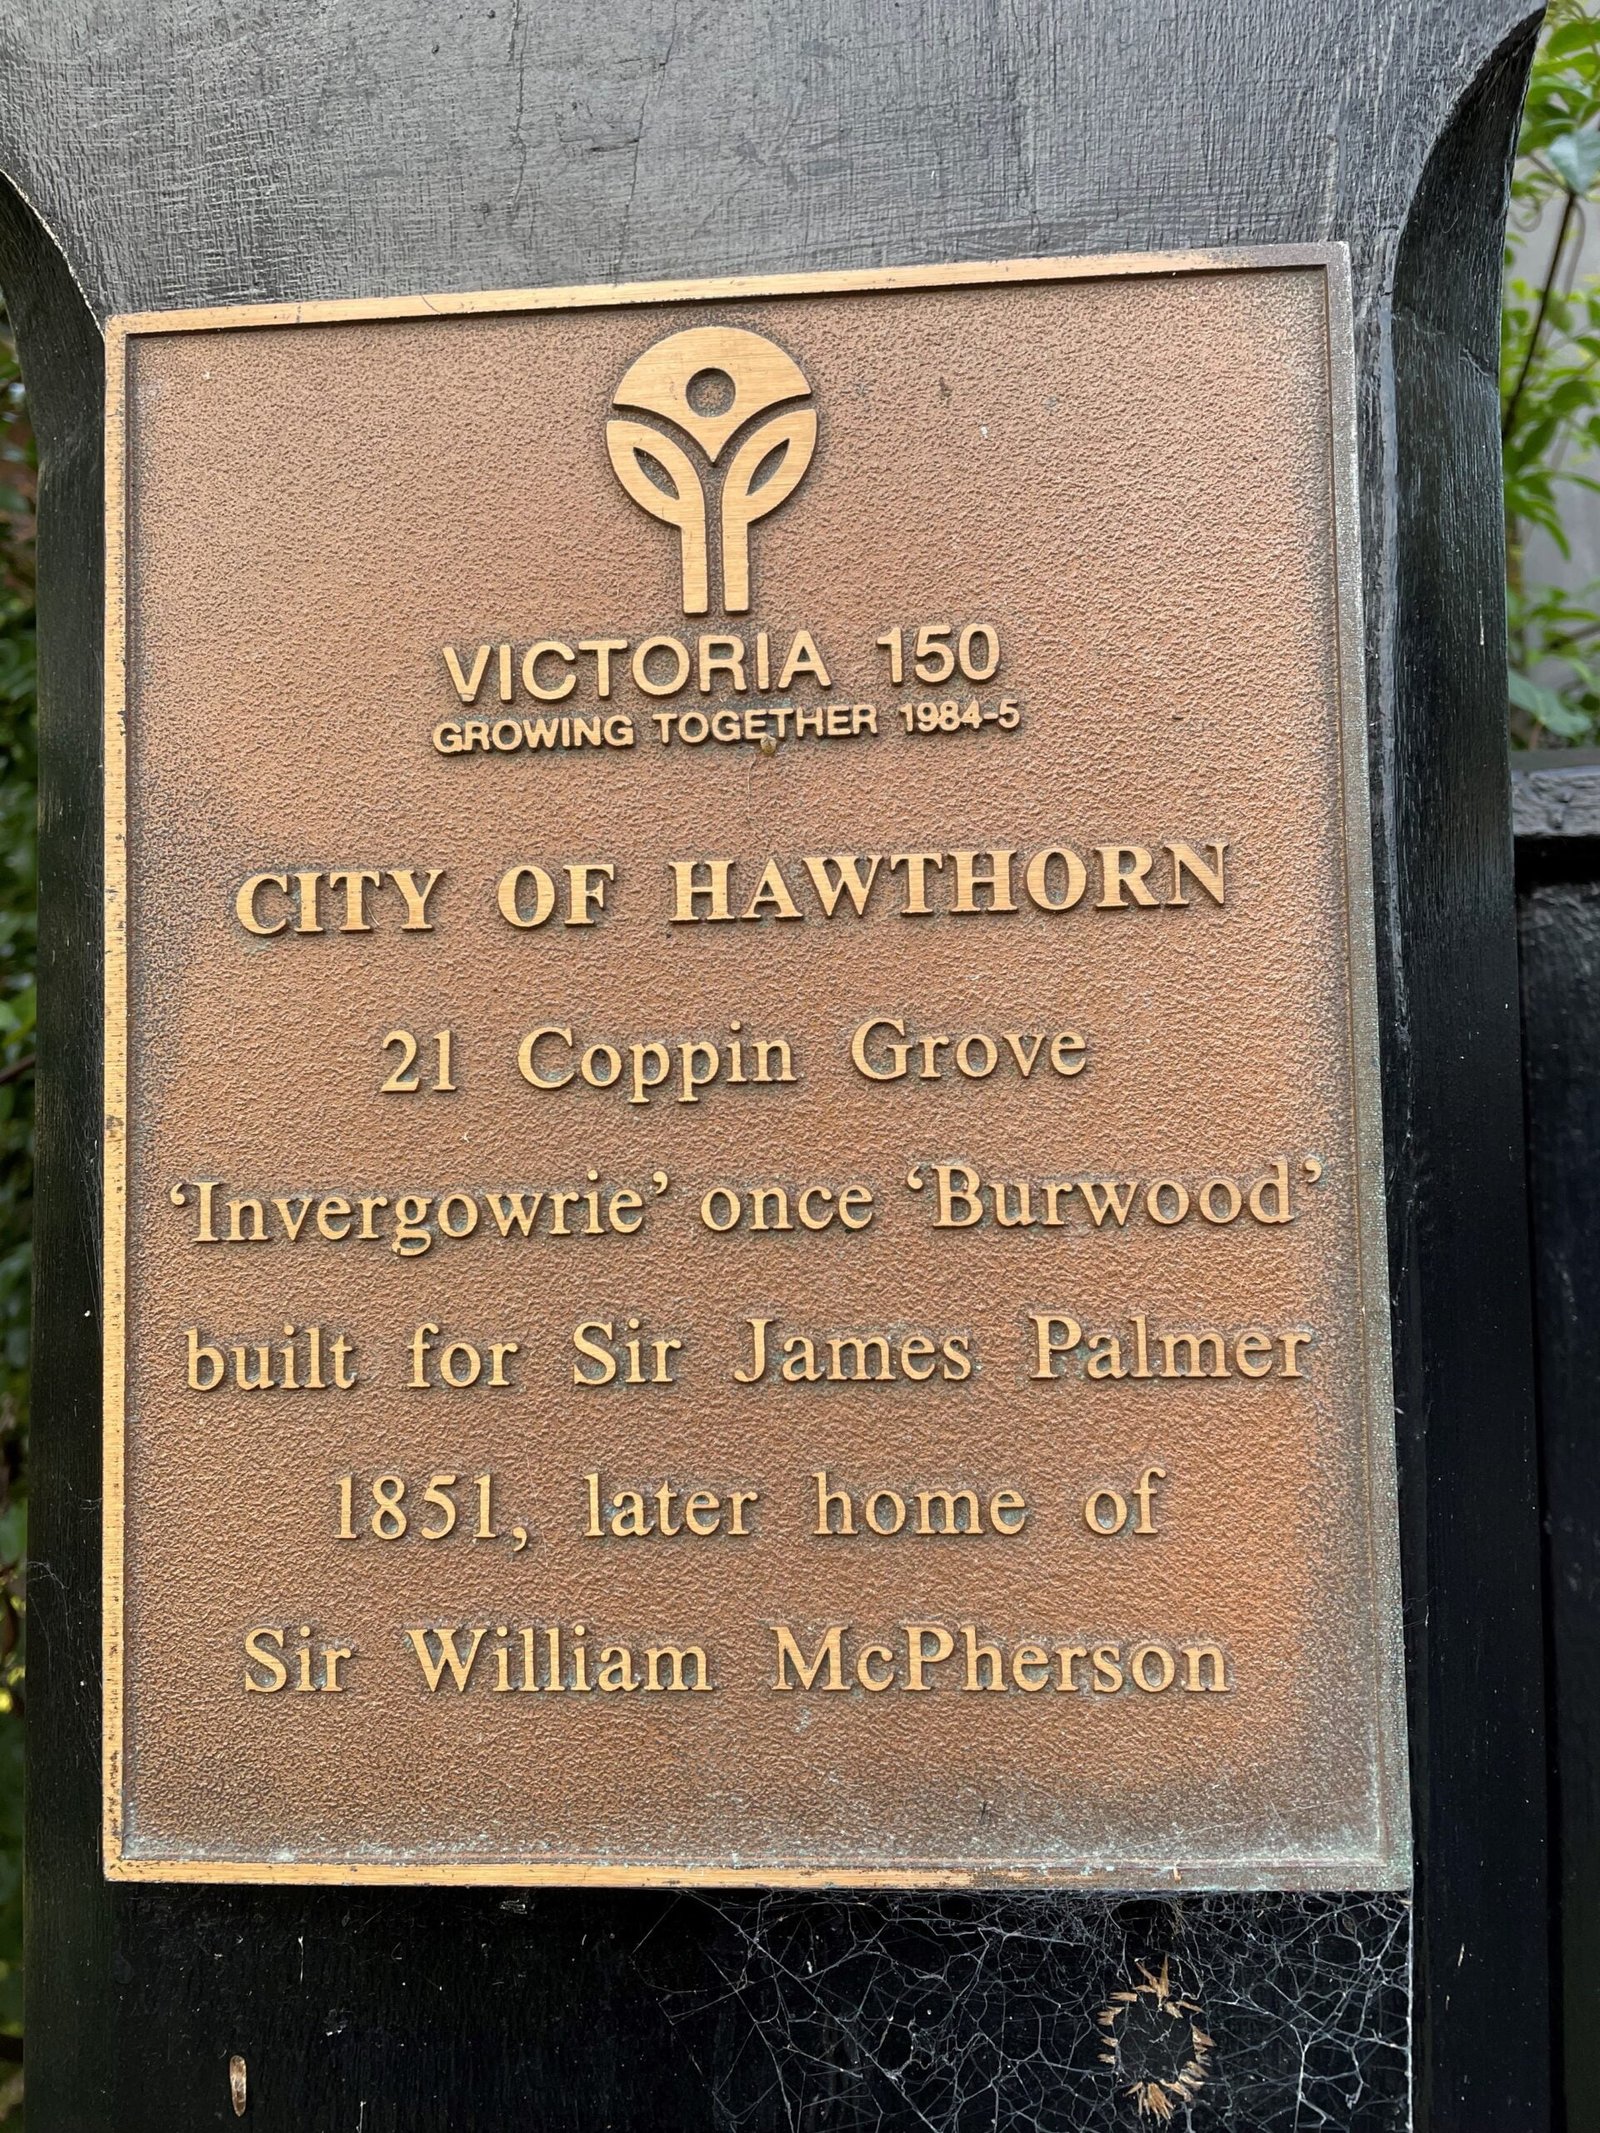 VICTORIA 150
GROWING TOGETHER 1984-5
CITY OF HAWTHORN
21 Coppin Grove
‘Invergowrie’ once ‘Burwood’
built for Sir James Palmer
1851, later home of
Sir William McPherson